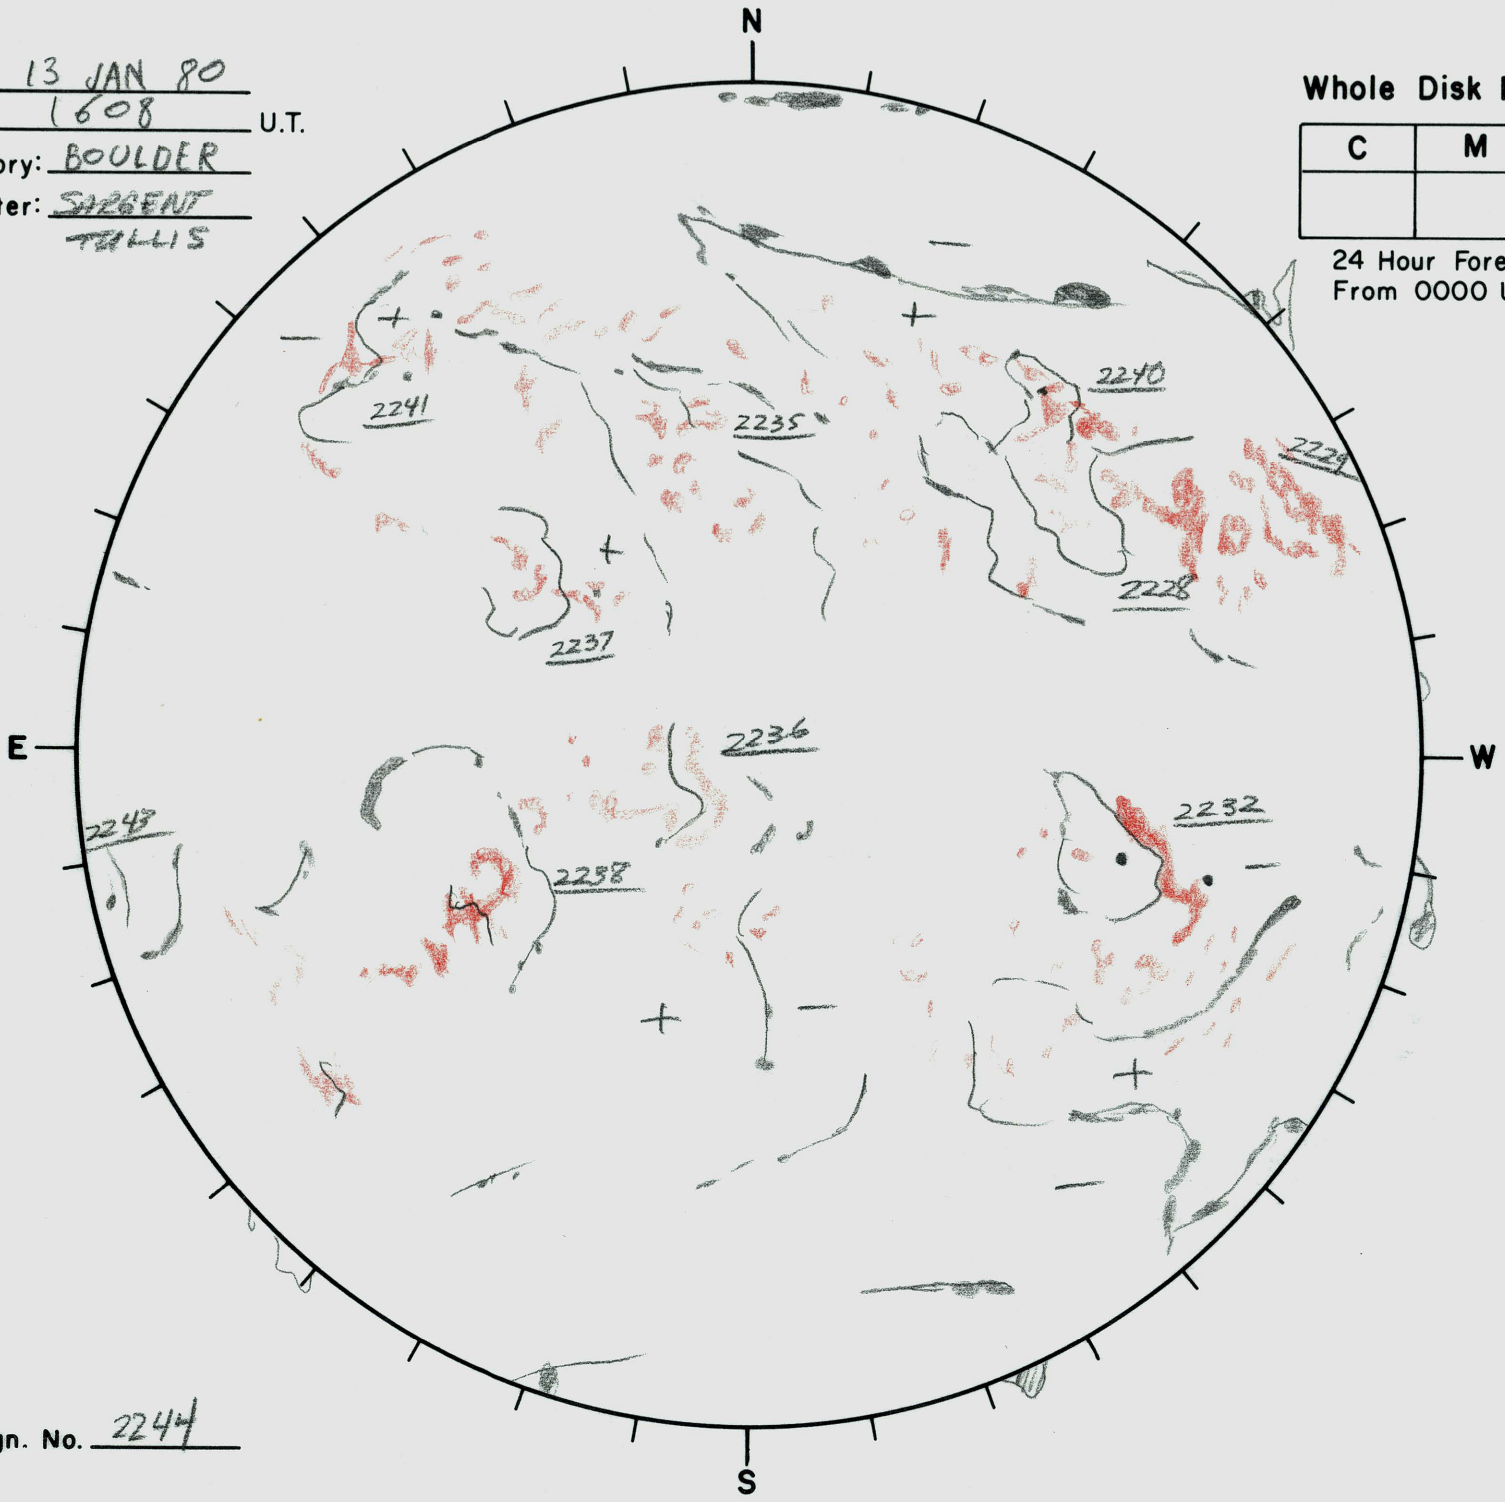 N
13 JAN 80
1608 U.T.
ory: BOULDER
ter: SARGENT
TALLIS
Whole Disk
C M
24 Hour Fore
From 0000 U
2241
2235
2240
2229
2228
2237
E
W
2236
2243
2232
2238
gn. No. 2244
S